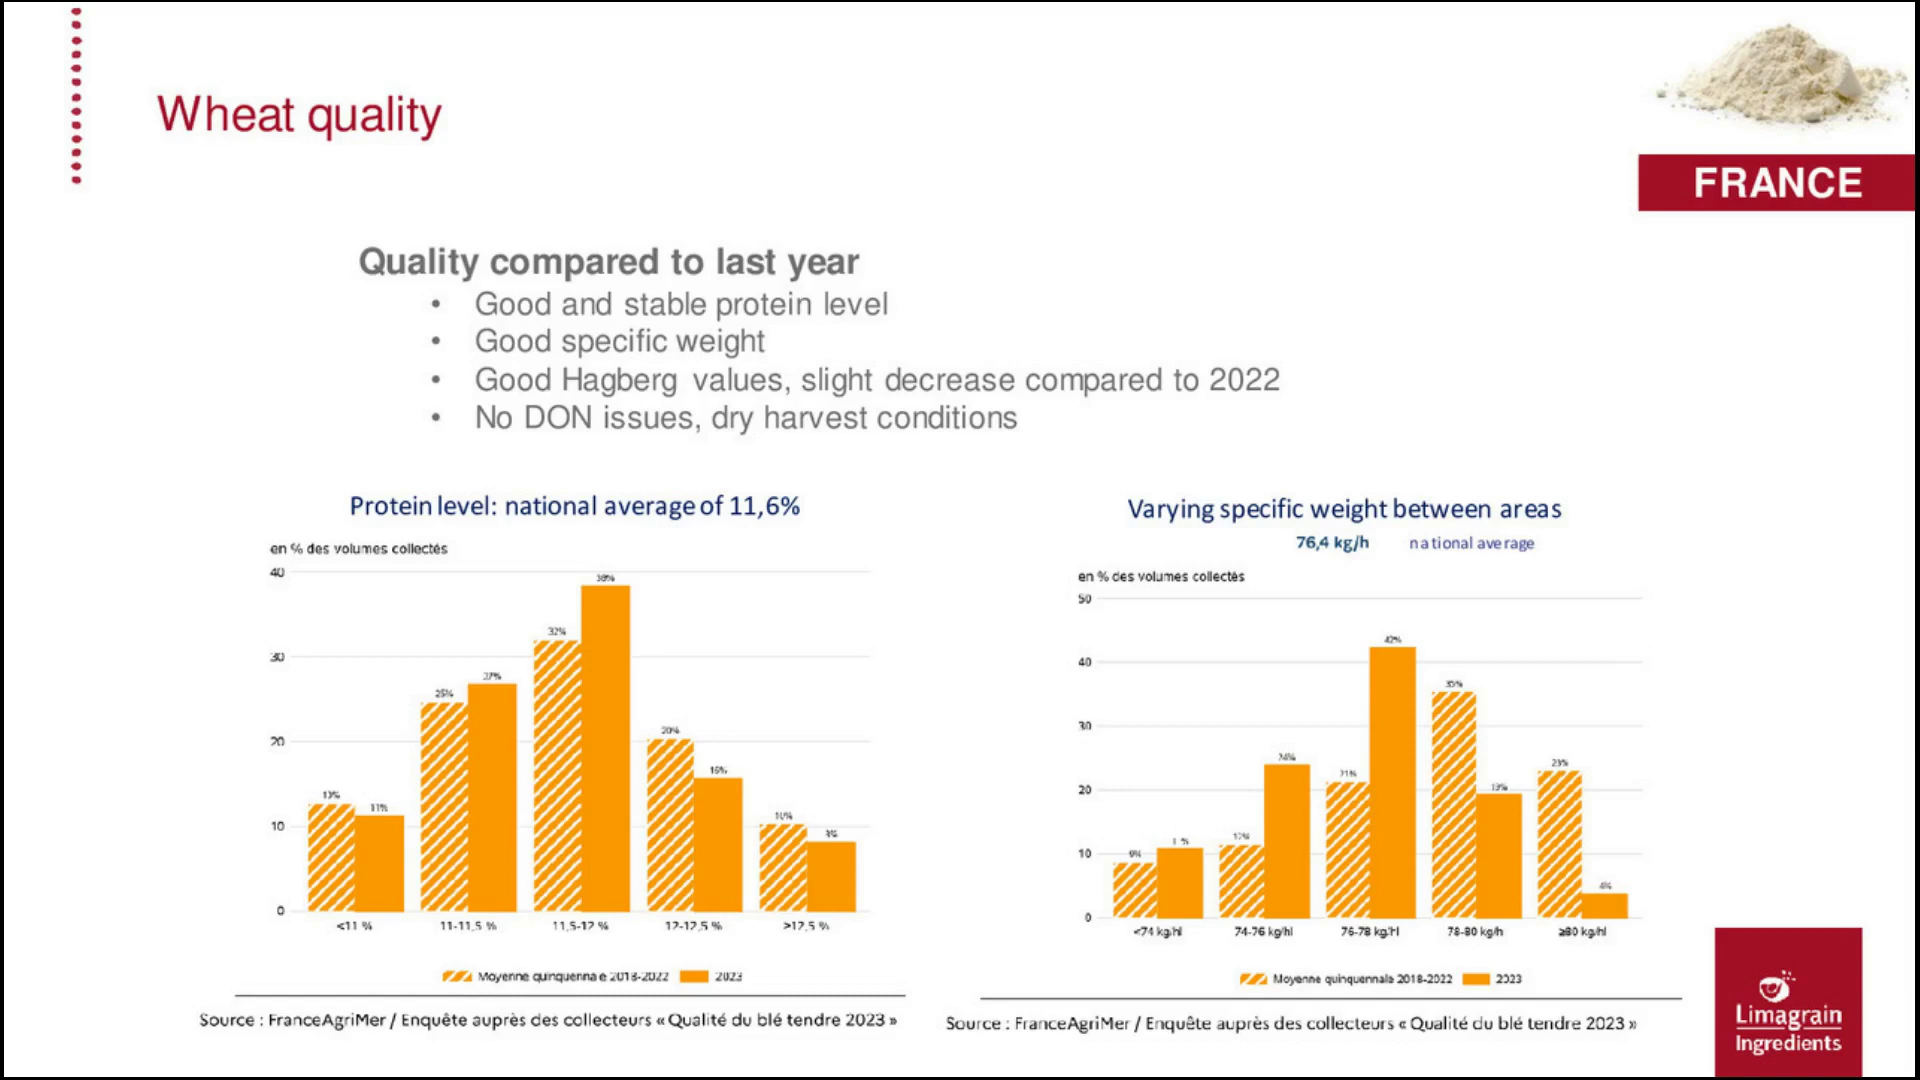 Wheat quality
FRANCE
Quality compared to last year
• Good and stable protein level
• Good specific weight
• Good Hagberg values, slight decrease compared to 2022
• No DON issues, dry harvest conditions
Protein level: national average of 11,6%
en % des volumes collectés
40
30
20
10
0
13%
11%
25%
27%
32%
38%
20%
16%
10%
8%
<11 %
11-11,5 %
11,5-12 %
12-12,5 %
>12,5 %
Moyenne quinquennale 2018-2022
2023
Source : FranceAgriMer / Enquête auprès des collecteurs « Qualité du blé tendre 2023 »
Varying specific weight between areas
76,4 kg/h national average
en % des volumes collectés
50
40
30
20
10
0
9%
12%
24%
21%
42%
35%
19%
23%
4%
<74 kg/hl
74-76 kg/hl
76-78 kg/hl
78-80 kg/h
≥80 kg/hl
Moyenne quinquennale 2018-2022
2023
Source : FranceAgriMer / Enquête auprès des collecteurs « Qualité du blé tendre 2023 »
Limagrain
Ingredients